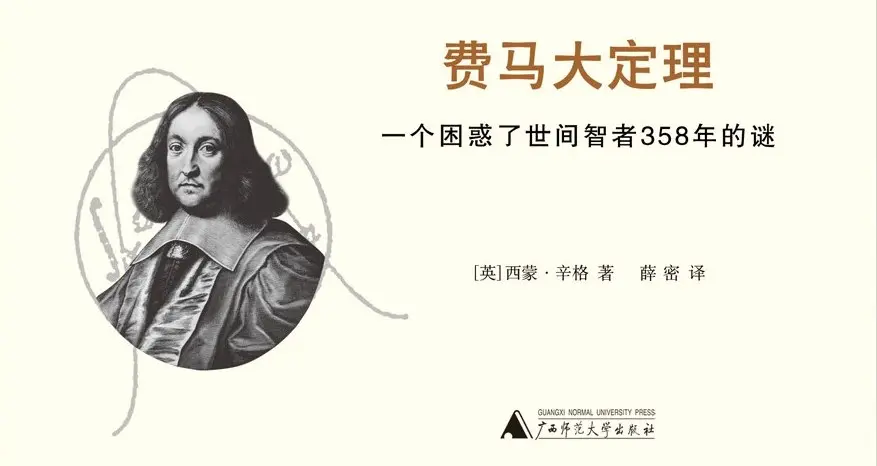 费马大定理
一个困惑了世间智者358年的谜
[英]西蒙·辛格 著 薛密 译
GUANGXI NORMAL UNIVERSITY PRESS
广西师范大学出版社